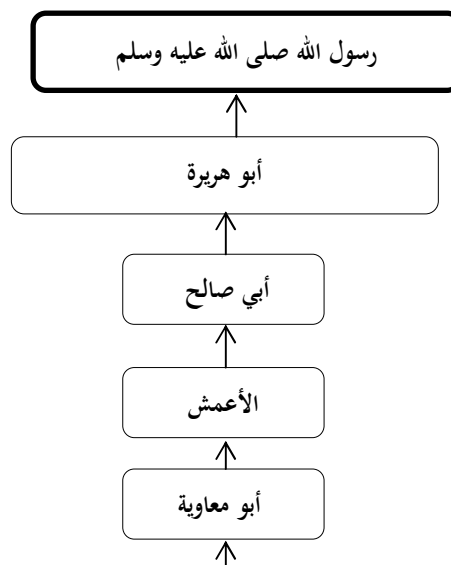 رسول الله صلى الله عليه وسلم
أبو هريرة
أبي صالح
الأعمش
أبو معاوية